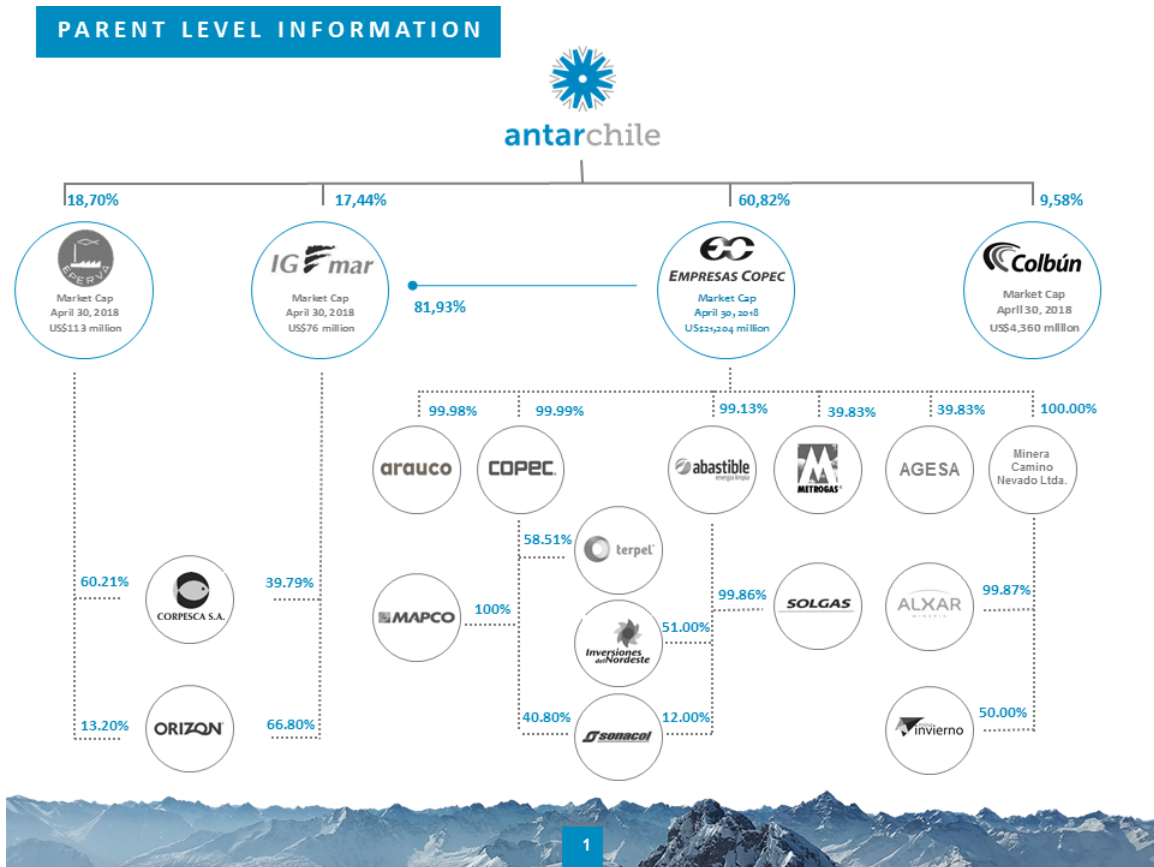 PARENT LEVEL INFORMATION
antarchile
18,70%
17,44%
60,82%
9,58%
EPERVA
Market Cap
April 30, 2018
US$113 million
IG mar
Market Cap
April 30, 2018
US$76 million
81,93%
EMPRESAS COPEC
Market Cap
April 30, 2018
US$21,204 million
Colbún
Market Cap
April 30, 2018
US$4,360 million
99.98%
99.99%
99.13%
39.83%
39.83%
100.00%
arauco
COPEC
abastible
energía limpia
METROGAS
AGESA
Minera
Camino
Nevado Ltda.
60.21%
CORPESCA S.A.
39.79%
MAPCO
100%
58.51%
terpel
Inversiones
delNordeste
51.00%
99.86%
SOLGAS
ALXAR
MINERIA
99.87%
13.20%
ORIZON
66.80%
40.80%
sonacol
12.00%
invierno
50.00%
1